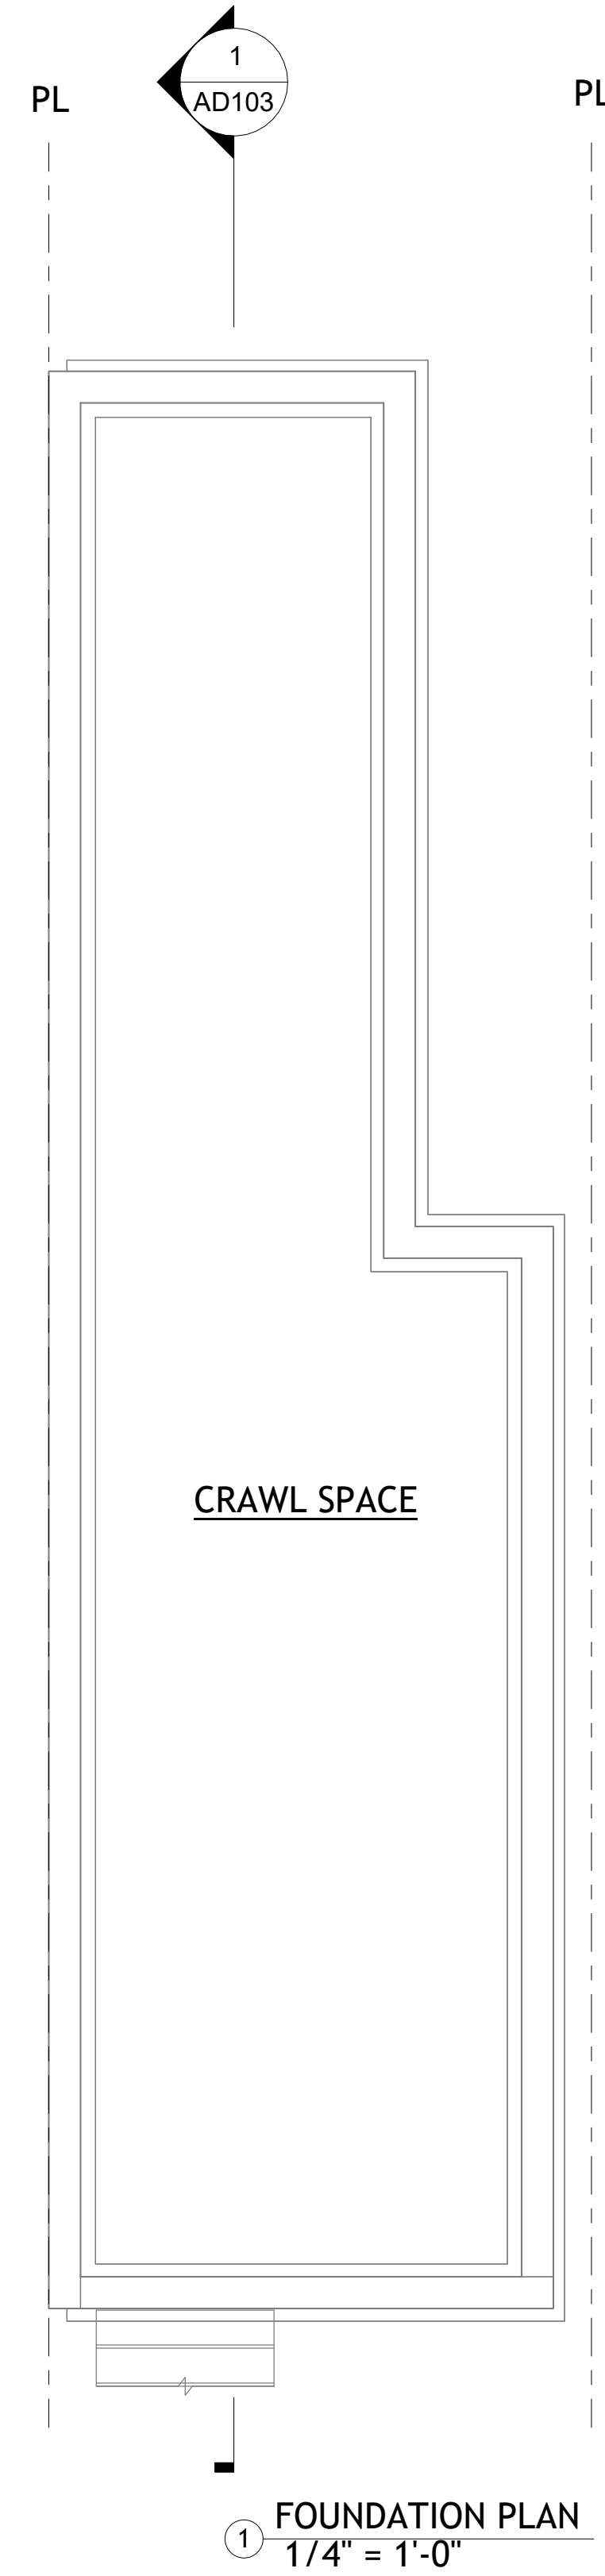 1
AD103
PL
PL
CRAWL SPACE
1
FOUNDATION PLAN
1/4" = 1'-0"